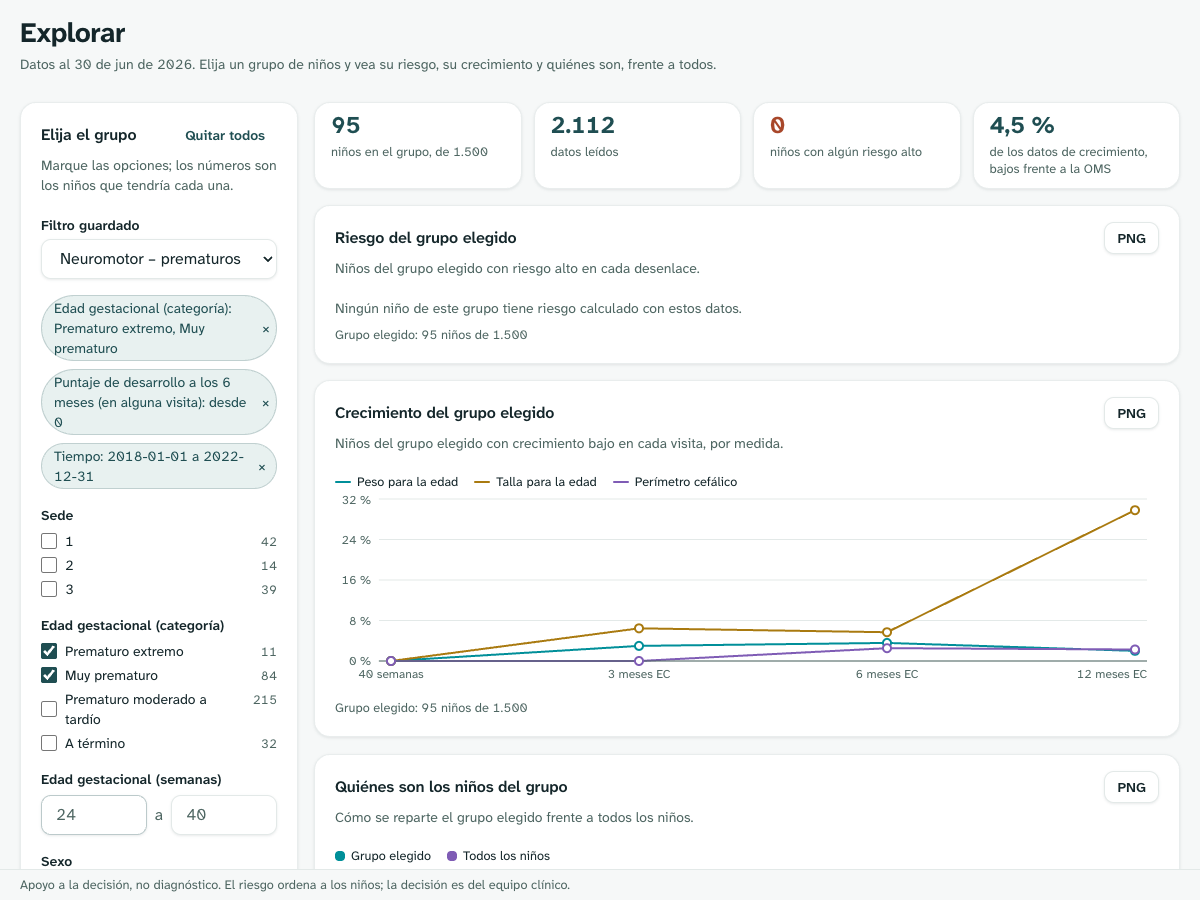 Explorar
Datos al 30 de jun de 2026. Elija un grupo de niños y vea su riesgo, su crecimiento y quiénes son, frente a todos.
Elija el grupo
Quitar todos
Marque las opciones; los números son
los niños que tendría cada una.
Filtro guardado
Neuromotor – prematuros
Edad gestacional (categoría):
Prematuro extremo, Muy
prematuro
×
Puntaje de desarrollo a los 6
meses (en alguna visita): desde
0
×
Tiempo: 2018-01-01 a 2022-
12-31
×
Sede
1 42
2 14
3 39
Edad gestacional (categoría)
Prematuro extremo 11
Muy prematuro 84
Prematuro moderado a 215
tardío
A término 32
Edad gestacional (semanas)
24 a 40
Sexo
95
niños en el grupo, de 1.500
2.112
datos leídos
0
niños con algún riesgo alto
4,5 %
de los datos de crecimiento,
bajos frente a la OMS
Riesgo del grupo elegido
PNG
Niños del grupo elegido con riesgo alto en cada desenlace.
Ningún niño de este grupo tiene riesgo calculado con estos datos.
Grupo elegido: 95 niños de 1.500
Crecimiento del grupo elegido
PNG
Niños del grupo elegido con crecimiento bajo en cada visita, por medida.
Peso para la edad Talla para la edad Perímetro cefálico
32 %
24 %
16 %
8 %
0 %
40 semanas 3 meses EC 6 meses EC 12 meses EC
Grupo elegido: 95 niños de 1.500
Quiénes son los niños del grupo
PNG
Cómo se reparte el grupo elegido frente a todos los niños.
Grupo elegido Todos los niños
Apoyo a la decisión, no diagnóstico. El riesgo ordena a los niños; la decisión es del equipo clínico.